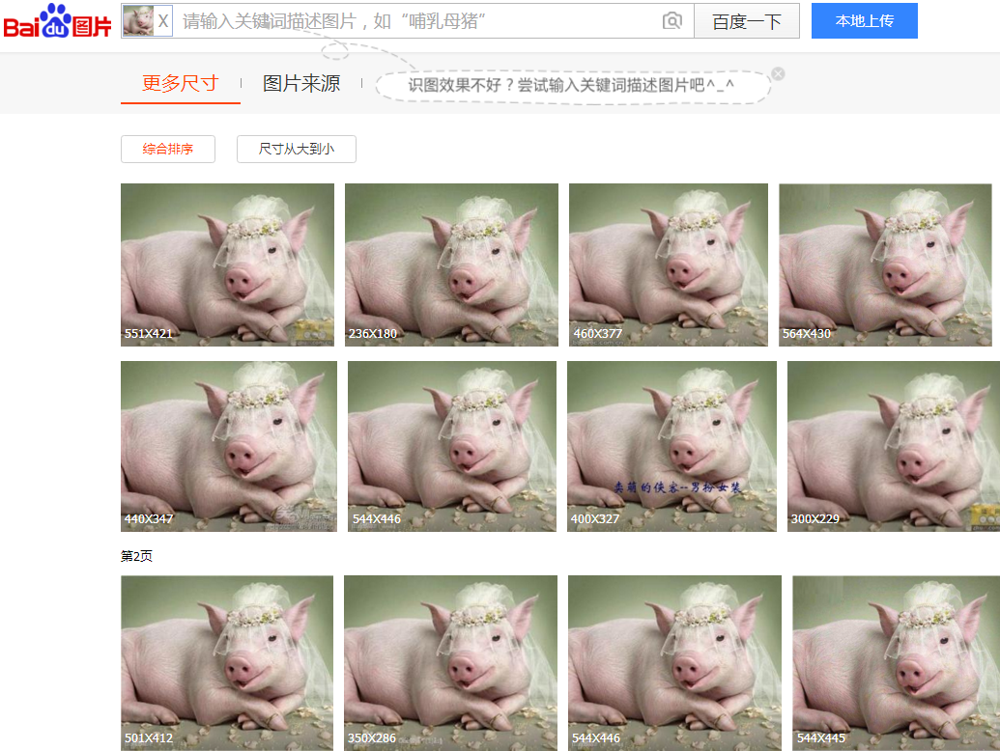 Bai du 图片
X 请输入关键词描述图片，如“哺乳母猪”
百度一下
本地上传
更多尺寸
图片来源
识图效果不好？尝试输入关键词描述图片吧^_^
综合排序
尺寸从大到小
551X421
236X180
460X377
564X430
440X347
544X446
卖萌的侠客--男扮女装
400X327
300X229
第2页
501X412
350X286
544X446
544X445